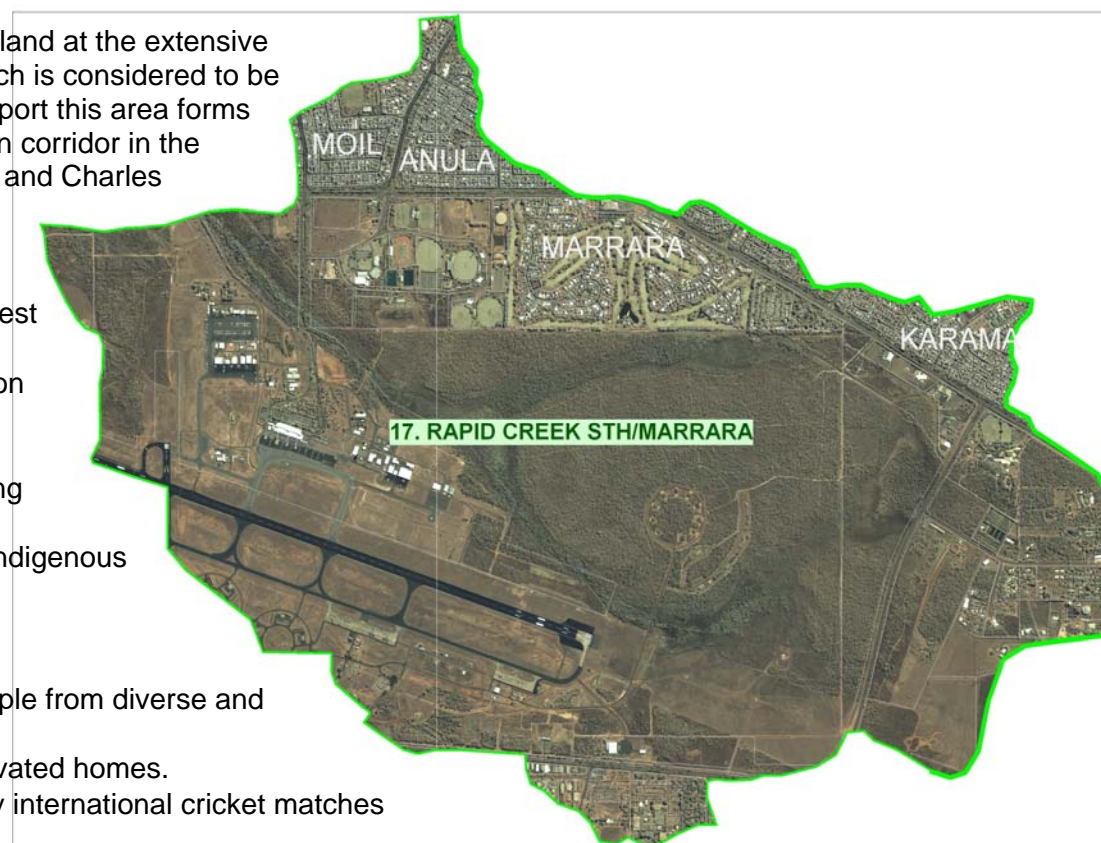 land at the extensive
ch is considered to be
port this area forms
n corridor in the
and Charles
est
on
ng
ndigenous
ple from diverse and
vated homes.
y international cricket matches
MOIL
ANULA
MARRARA
KARAMA
17. RAPID CREEK STH/MARRARA